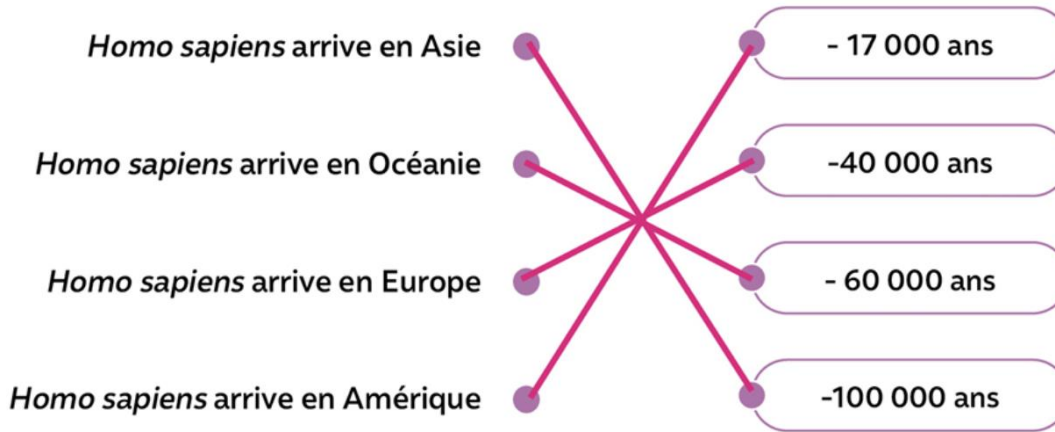 Homo sapiens arrive en Asie
- 17 000 ans
Homo sapiens arrive en Océanie
-40 000 ans
Homo sapiens arrive en Europe
- 60 000 ans
Homo sapiens arrive en Amérique
-100 000 ans